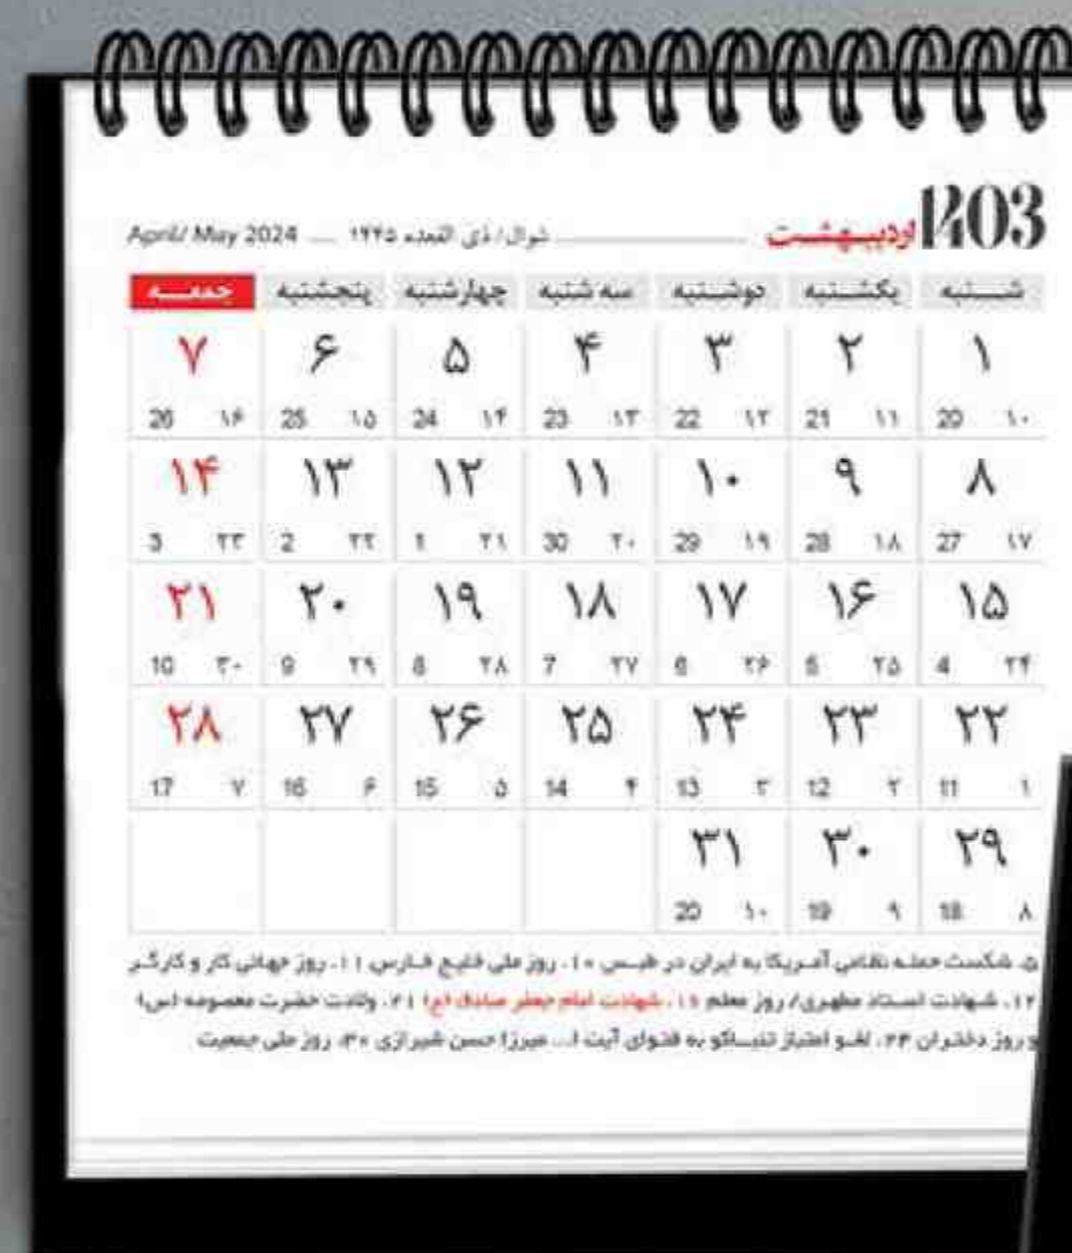 1403 اردیبهشت شوال/ ذی القعده ۱۴۴۵ April/ May 2024
شــنبه یکشــنبه دوشــنبه سه شنبه چهارشنبه پنجشنبه جمعــه
۱ ۲ ۳ ۴ ۵ ۶ ۷
۱۰ 20 ۱۱ 21 ۱۲ 22 ۱۳ 23 ۱۴ 24 ۱۵ 25 ۱۶ 26
۸ ۹ ۱۰ ۱۱ ۱۲ ۱۳ ۱۴
۱۷ 27 ۱۸ 28 ۱۹ 29 ۲۰ 30 ۲۱ 1 ۲۲ 2 ۲۳ 3
۱۵ ۱۶ ۱۷ ۱۸ ۱۹ ۲۰ ۲۱
۲۴ 4 ۲۵ 5 ۲۶ 6 ۲۷ 7 ۲۸ 8 ۲۹ 9 ۳۰ 10
۲۲ ۲۳ ۲۴ ۲۵ ۲۶ ۲۷ ۲۸
۱ 11 ۲ 12 ۳ 13 ۴ 14 ۵ 15 ۶ 16 ۷ 17
۲۹ ۳۰ ۳۱
۸ 18 ۹ 19 ۱۰ 20
۵. شکست حمله نظامی آمریکا به ایران در طبس ۱۰. روز ملی خلیج فارس ۱۱. روز جهانی کار و کارگر
۱۲. شهادت استاد مطهری/ روز معلم ۱۵. شهادت امام جعفر صادق (ع) ۲۱. ولادت حضرت معصومه (س)
و روز دختران ۲۴. لغو امتیاز تنباکو به فتوای آیت ا... میرزا حسن شیرازی ۳۰. روز ملی جمعیت